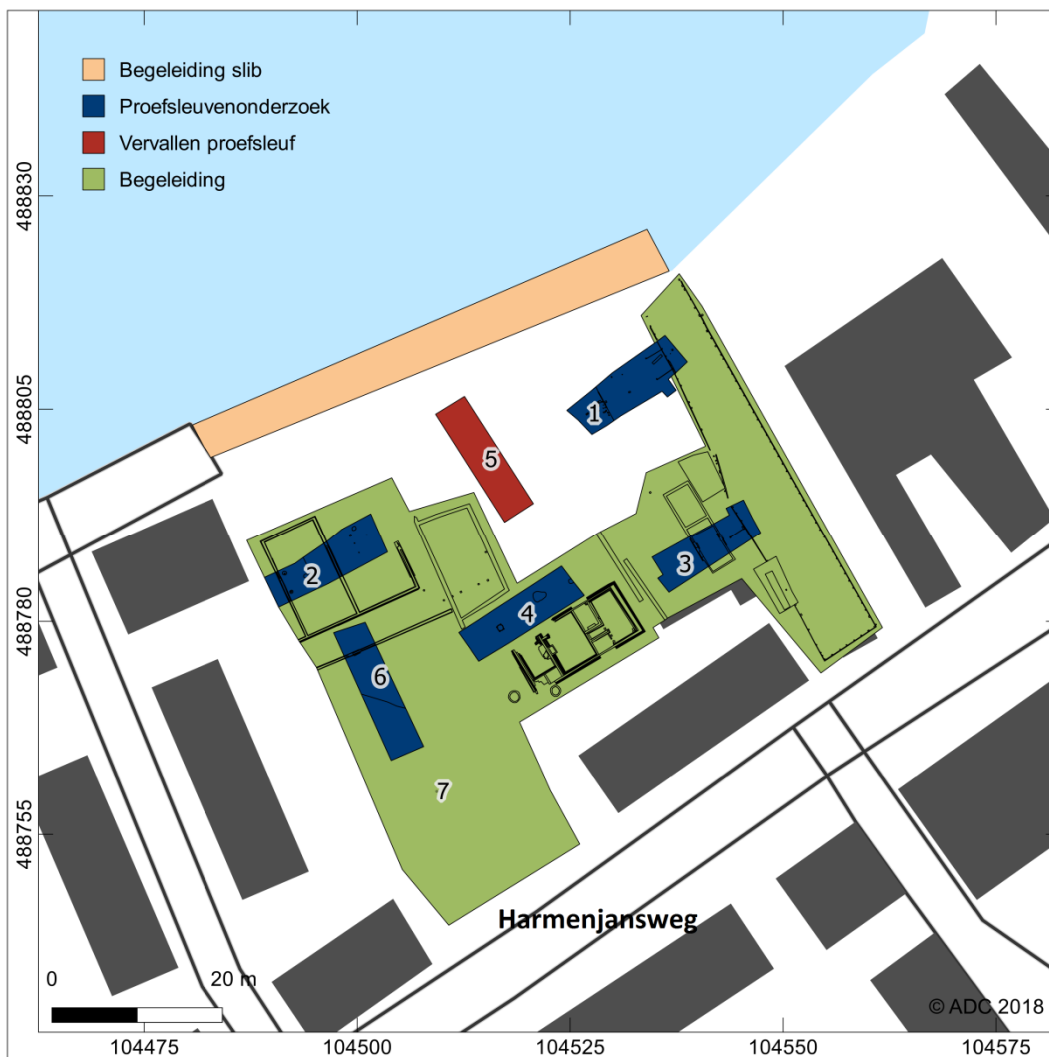 Begeleiding slib
Proefsleuvenonderzoek
Vervallen proefsleuf
Begeleiding
488830
488805
488780
488755
1
5
3
2
4
6
7
Harmenjansweg
0 20 m
© ADC 2018
104475 104500 104525 104550 104575